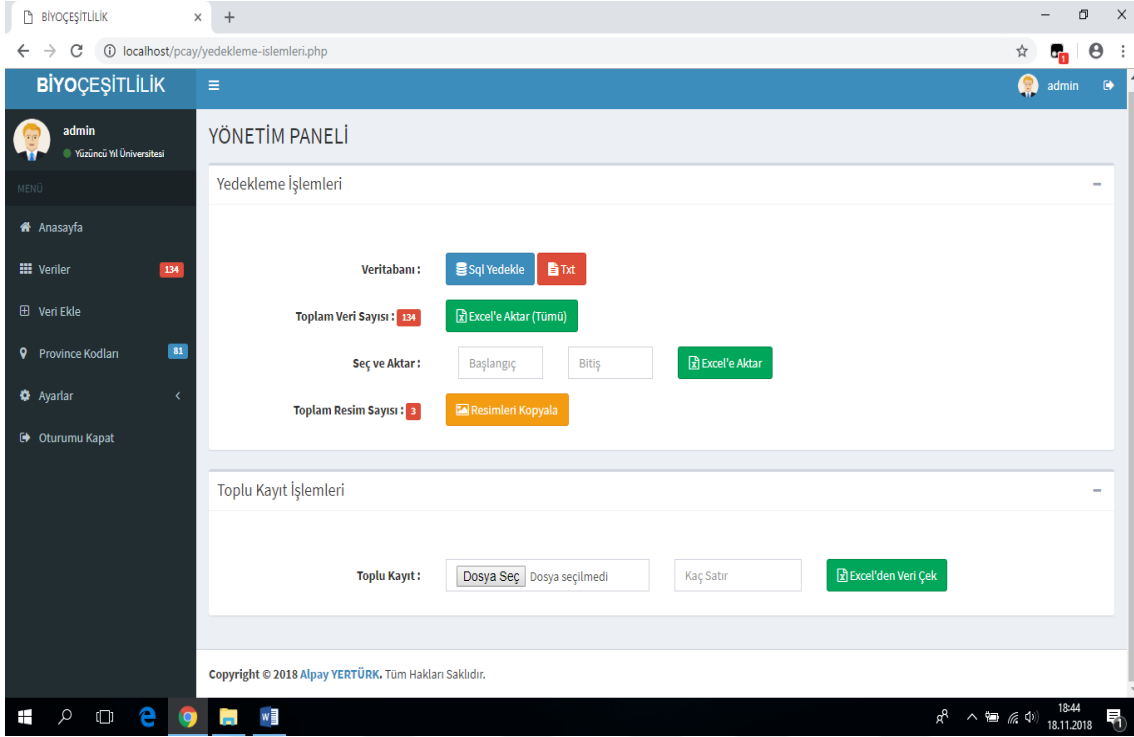 BİYOÇEŞİTLİLİK
localhost/pcay/yedekleme-islemleri.php
1
BİYOÇEŞİTLİLİK
admin
admin
Yüzüncü Yıl Üniversitesi
MENÜ
Anasayfa
Veriler 134
Veri Ekle
Province Kodları 81
Ayarlar
Oturumu Kapat
YÖNETİM PANELİ
Yedekleme İşlemleri
Veritabanı : Sql Yedekle Txt
Toplam Veri Sayısı : 134 Excel'e Aktar (Tümü)
Seç ve Aktar : Başlangıç Bitiş Excel'e Aktar
Toplam Resim Sayısı : 3 Resimleri Kopyala
Toplu Kayıt İşlemleri
Toplu Kayıt : Dosya Seç Dosya seçilmedi Kaç Satır Excel'den Veri Çek
Copyright © 2018 Alpay YERTÜRK. Tüm Hakları Saklıdır.
18:44
18.11.2018
1